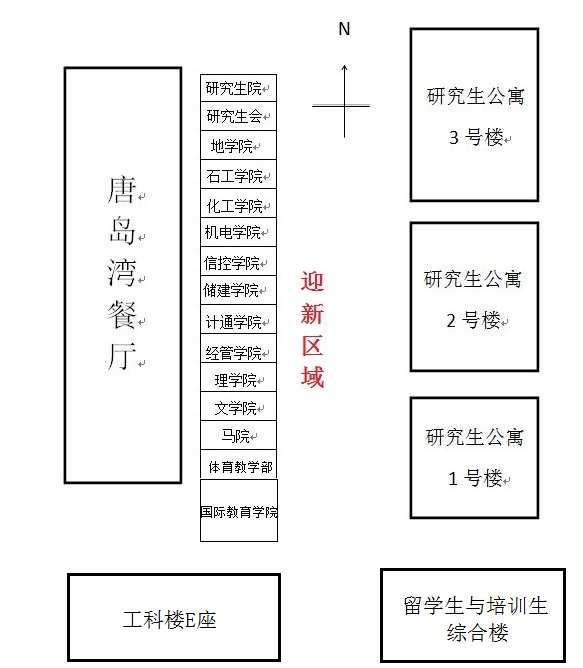 N
唐
岛
湾
餐
厅
研究生院
研究生会
地学院
石工学院
化工学院
机电学院
信控学院
储建学院
计通学院
经管学院
理学院
文学院
马院
体育教学部
国际教育学院
迎
新
区
域
研究生公寓
3 号楼
研究生公寓
2 号楼
研究生公寓
1 号楼
工科楼E座
留学生与培训生
综合楼